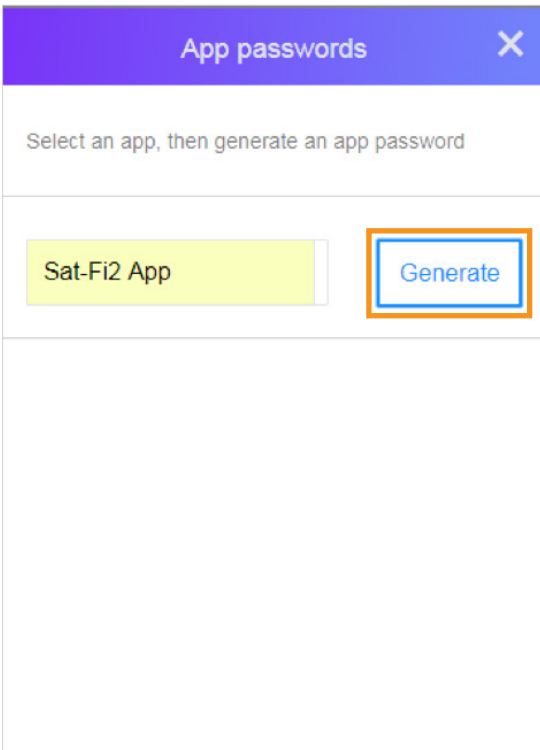 App passwords
Select an app, then generate an app password
Sat-Fi2 App
Generate